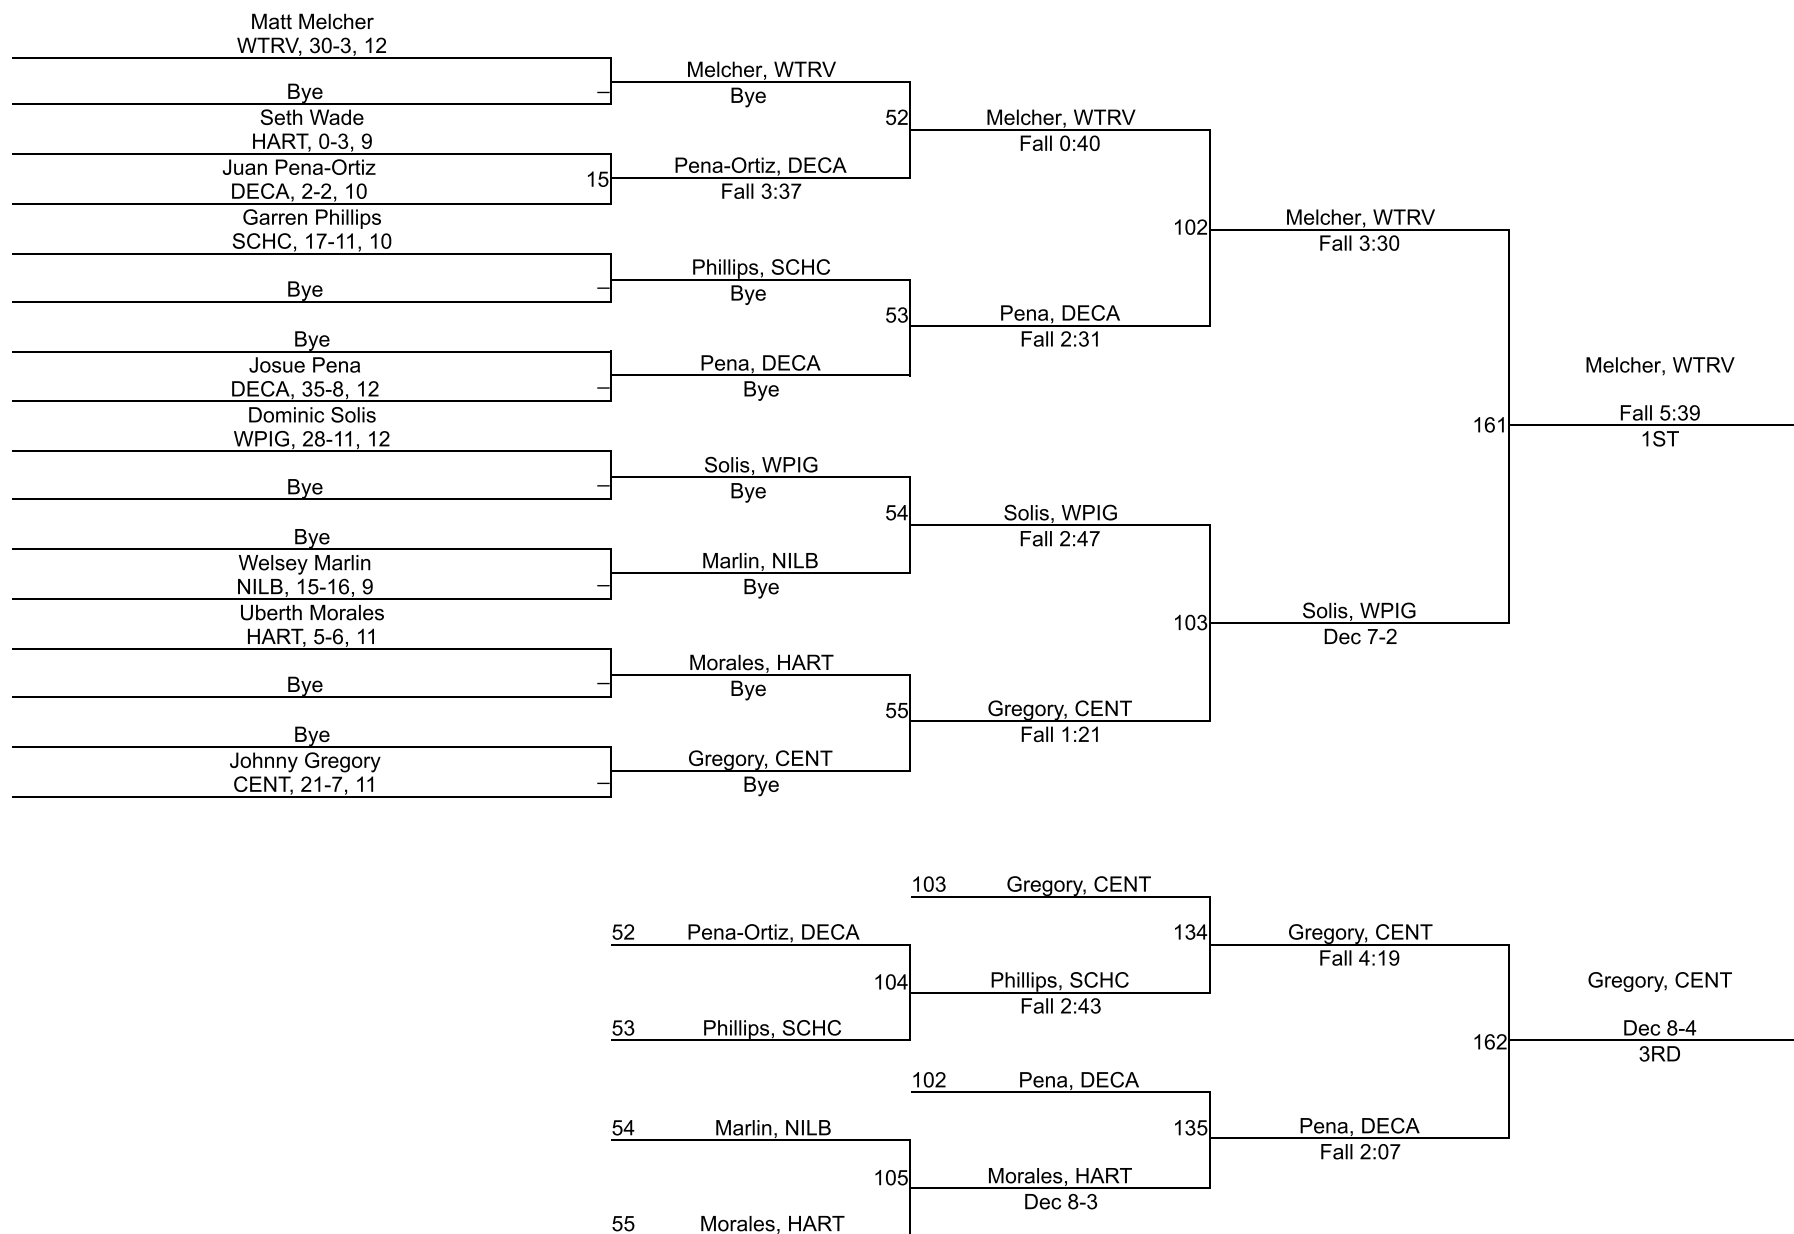 Matt Melcher
WTRV, 30-3, 12
Bye
Seth Wade
HART, 0-3, 9
Juan Pena-Ortiz
DECA, 2-2, 10
Garren Phillips
SCHC, 17-11, 10
Bye
Bye
Josue Pena
DECA, 35-8, 12
Dominic Solis
WPIG, 28-11, 12
Bye
Bye
Welsey Marlin
NILB, 15-16, 9
Uberth Morales
HART, 5-6, 11
Bye
Bye
Johnny Gregory
CENT, 21-7, 11
Melcher, WTRV
Bye
15
Pena-Ortiz, DECA
Fall 3:37
Phillips, SCHC
Bye
Pena, DECA
Bye
Solis, WPIG
Bye
Marlin, NILB
Bye
Morales, HART
Bye
Gregory, CENT
Bye
52
Melcher, WTRV
Fall 0:40
53
Pena, DECA
Fall 2:31
54
Solis, WPIG
Fall 2:47
55
Gregory, CENT
Fall 1:21
102
Melcher, WTRV
Fall 3:30
103
Solis, WPIG
Dec 7-2
161
Melcher, WTRV
Fall 5:39
1ST
103 Gregory, CENT
52 Pena-Ortiz, DECA
104
Phillips, SCHC
Fall 2:43
53 Phillips, SCHC
134
Gregory, CENT
Fall 4:19
102 Pena, DECA
54 Marlin, NILB
105
Morales, HART
Dec 8-3
55 Morales, HART
135
Pena, DECA
Fall 2:07
162
Gregory, CENT
Dec 8-4
3RD